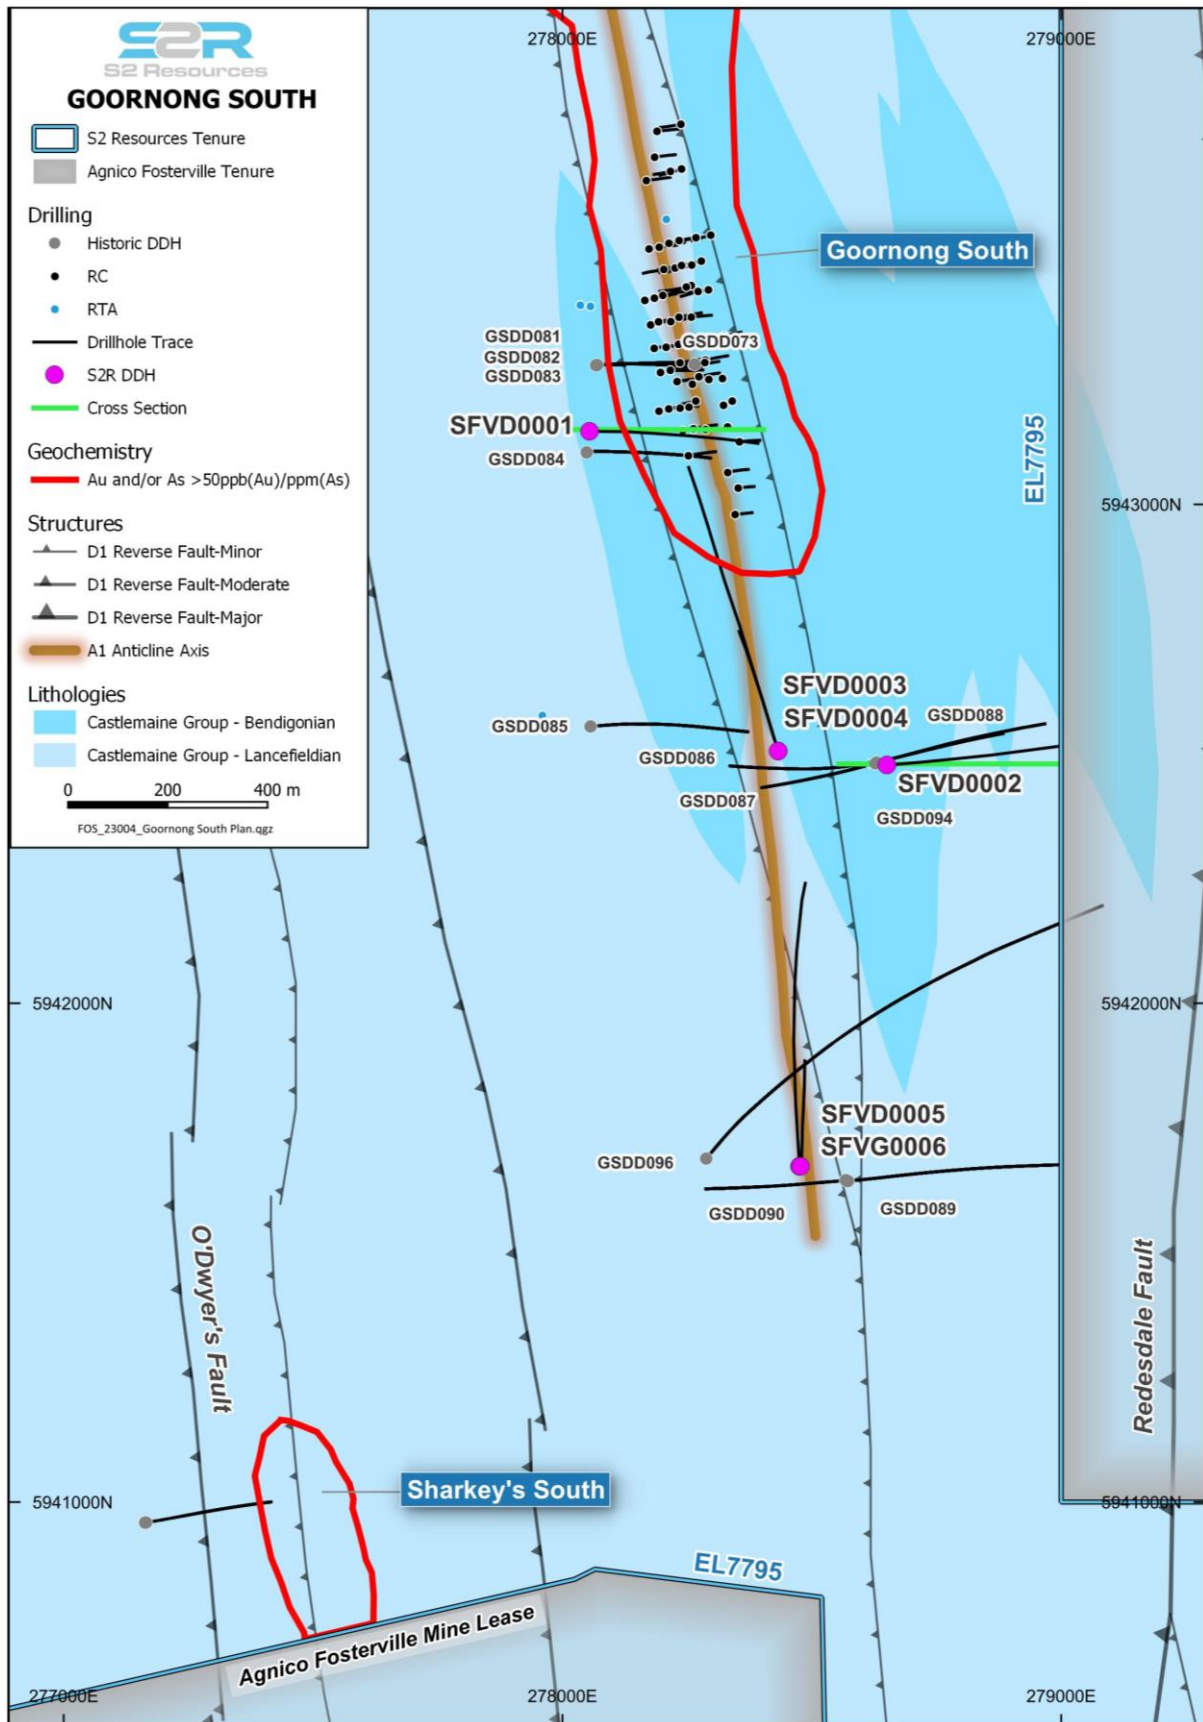 S2R
S2 Resources
GOORNONG SOUTH
S2 Resources Tenure
Agnico Fosterville Tenure
Drilling
Historic DDH
RC
RTA
Drillhole Trace
S2R DDH
Cross Section
Geochemistry
Au and/or As >50ppb(Au)/ppm(As)
Structures
D1 Reverse Fault-Minor
D1 Reverse Fault-Moderate
D1 Reverse Fault-Major
A1 Anticline Axis
Lithologies
Castlemaine Group - Bendigonian
Castlemaine Group - Lancefieldian
0 200 400 m
FOS_23004_Goornong South Plan.qgz
278000E
279000E
Goornong South
GSDD081
GSDD082
GSDD083
GSDD073
SFVD0001
GSDD084
EL7795
5943000N
SFVD0003
SFVD0004
GSDD088
GSDD085
GSDD086
GSDD087
SFVD0002
GSDD094
5942000N
5942000N
SFVD0005
SFVG0006
GSDD096
GSDD090
GSDD089
O'Dwyer's Fault
Redesdale Fault
Sharkey's South
5941000N
5941000N
EL7795
Agnico Fosterville Mine Lease
277000E
278000E
279000E